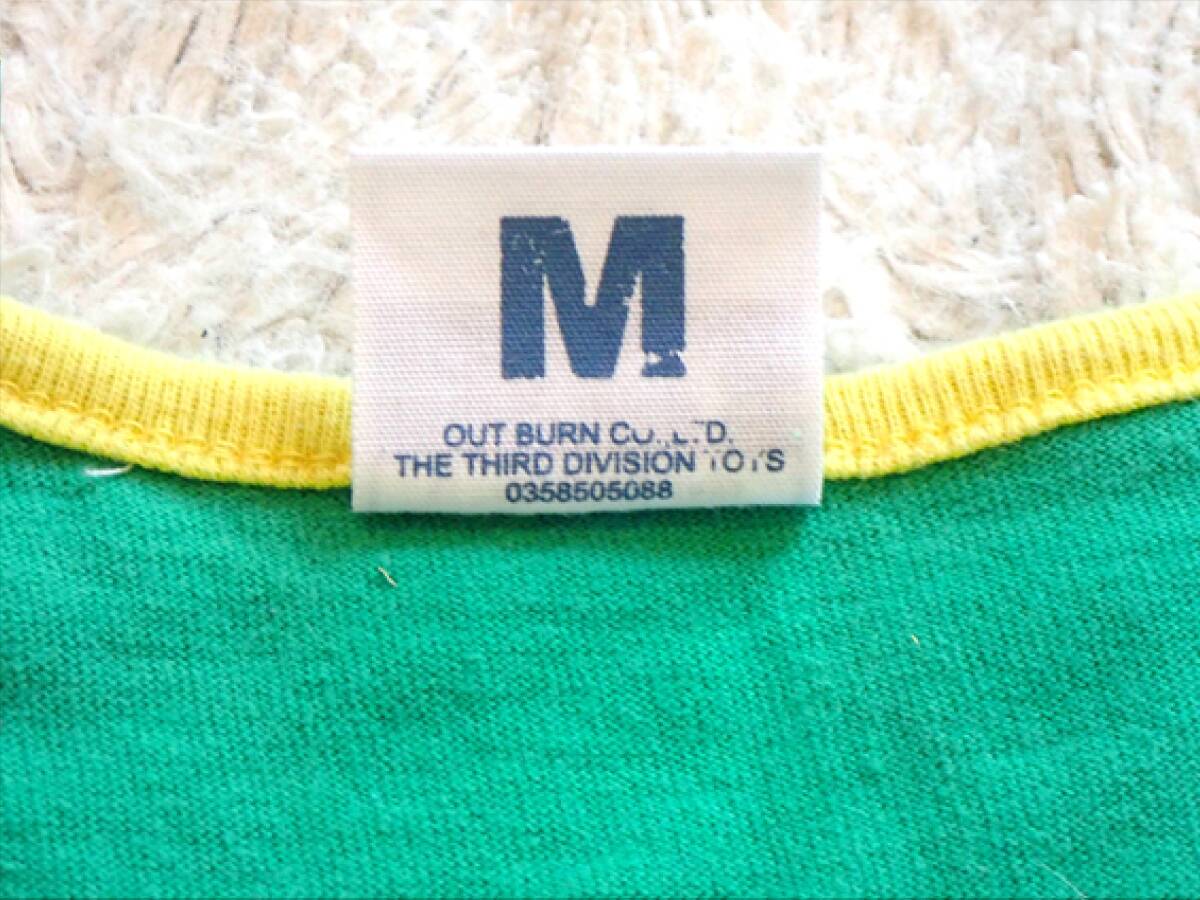 M
OUT BURN CO.,LTD.
THE THIRD DIVISION TOYS
0358505088